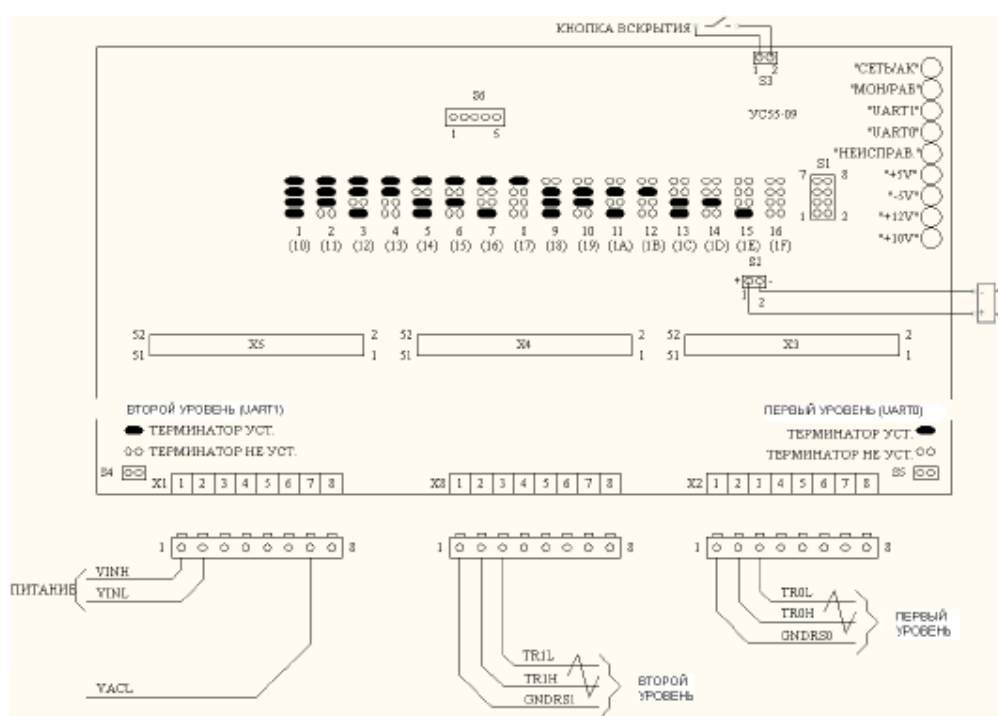 КНОПКА ВСКРЫТИЯ
1 2
S3
"СЕТЬ/АК"
"МОН/РАБ"
"UART1"
"UART0"
"НЕИСПРАВ."
"+5V"
"-5V"
"+12V"
"+10V"
УС55-09
S6
1 5
S1
7 8
1 2
1 2 3 4 5 6 7 8 9 10 11 12 13 14 15 16
(10) (11) (12) (13) (14) (15) (16) (17) (18) (19) (1A) (1B) (1C) (1D) (1E) (1F)
S2
+ -
1 2
-
+
52 X5 2
51 1
52 X4 2
51 1
52 X3 2
51 1
ВТОРОЙ УРОВЕНЬ (UART1)
ТЕРМИНАТОР УСТ.
ТЕРМИНАТОР НЕ УСТ.
ПЕРВЫЙ УРОВЕНЬ (UART0)
ТЕРМИНАТОР УСТ.
ТЕРМИНАТОР НЕ УСТ.
S4
X1 1 2 3 4 5 6 7 8
X8 1 2 3 4 5 6 7 8
X2 1 2 3 4 5 6 7 8
S5
1 8
1 8
1 8
ПИТАНИЕ
VINH
VINL
VACL
TR1L
TR1H
GNDRS1
ВТОРОЙ
УРОВЕНЬ
TR0L
TR0H
GNDRS0
ПЕРВЫЙ
УРОВЕНЬ